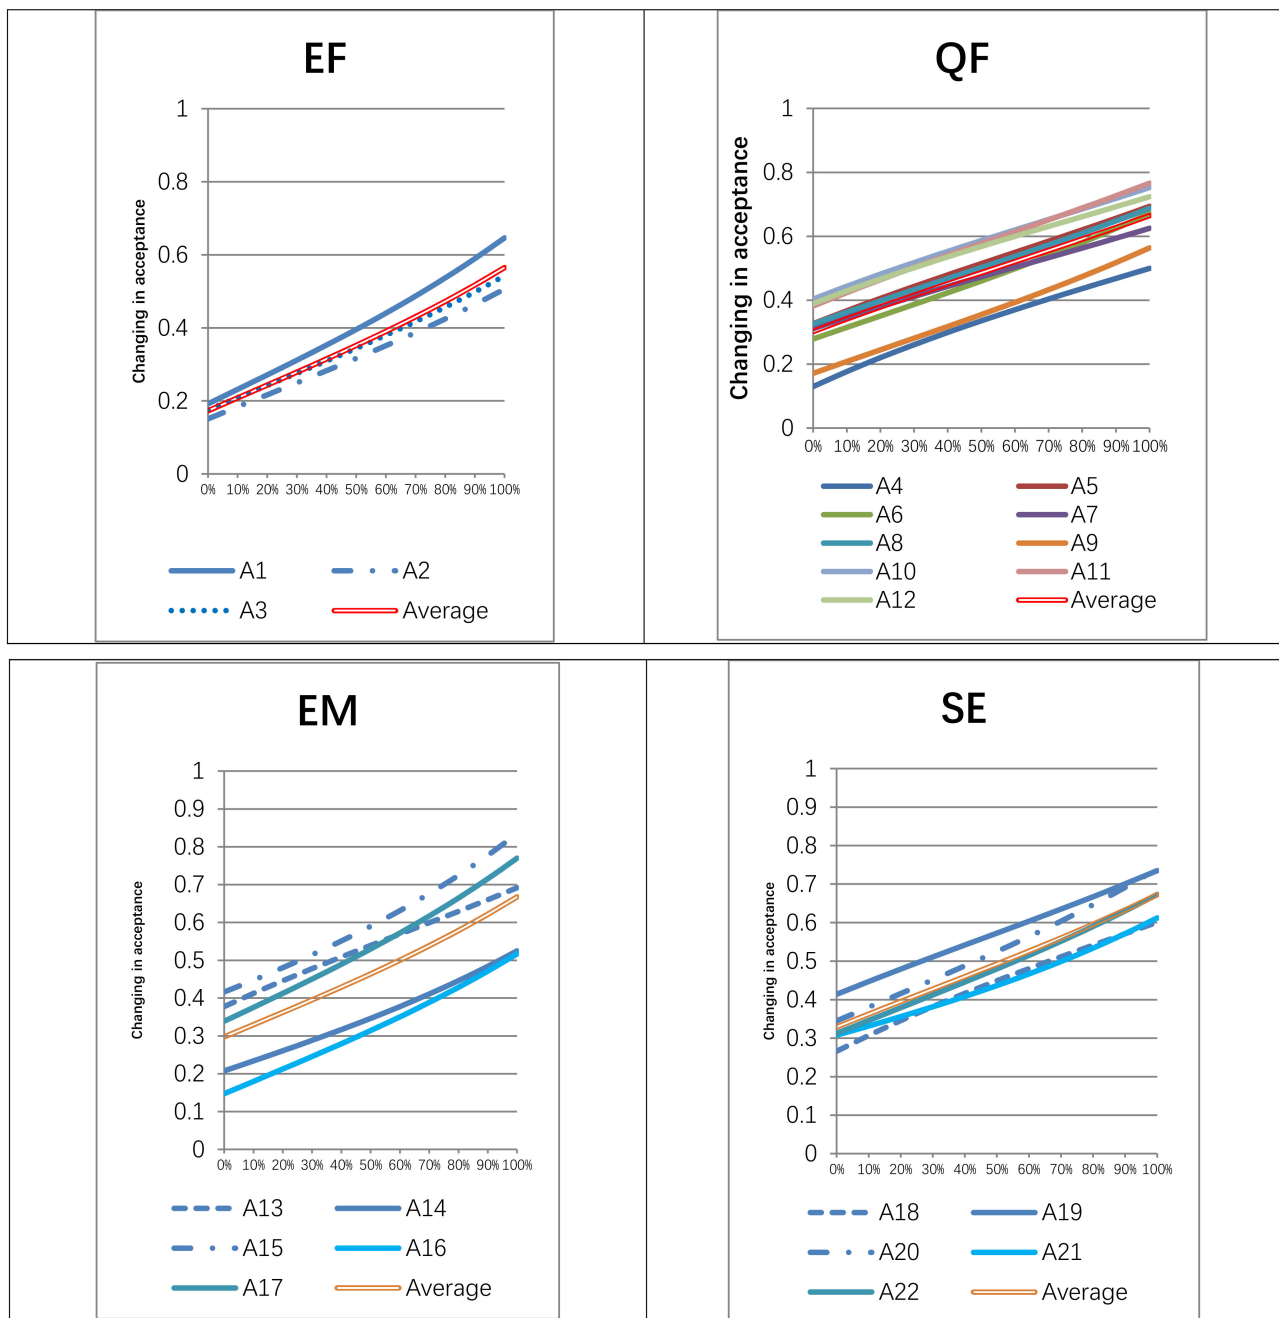 EF
Changing in acceptance
1
0.8
0.6
0.4
0.2
0
0% 10% 20% 30% 40% 50% 60% 70% 80% 90% 100%
A1 A2
A3 Average
QF
Changing in acceptance
1
0.8
0.6
0.4
0.2
0
0% 10% 20% 30% 40% 50% 60% 70% 80% 90% 100%
A4 A5
A6 A7
A8 A9
A10 A11
A12 Average
EM
Changing in acceptance
1
0.9
0.8
0.7
0.6
0.5
0.4
0.3
0.2
0.1
0
0% 10% 20% 30% 40% 50% 60% 70% 80% 90% 100%
A13 A14
A15 A16
A17 Average
SE
Changing in acceptance
1
0.9
0.8
0.7
0.6
0.5
0.4
0.3
0.2
0.1
0
0% 10% 20% 30% 40% 50% 60% 70% 80% 90% 100%
A18 A19
A20 A21
A22 Average